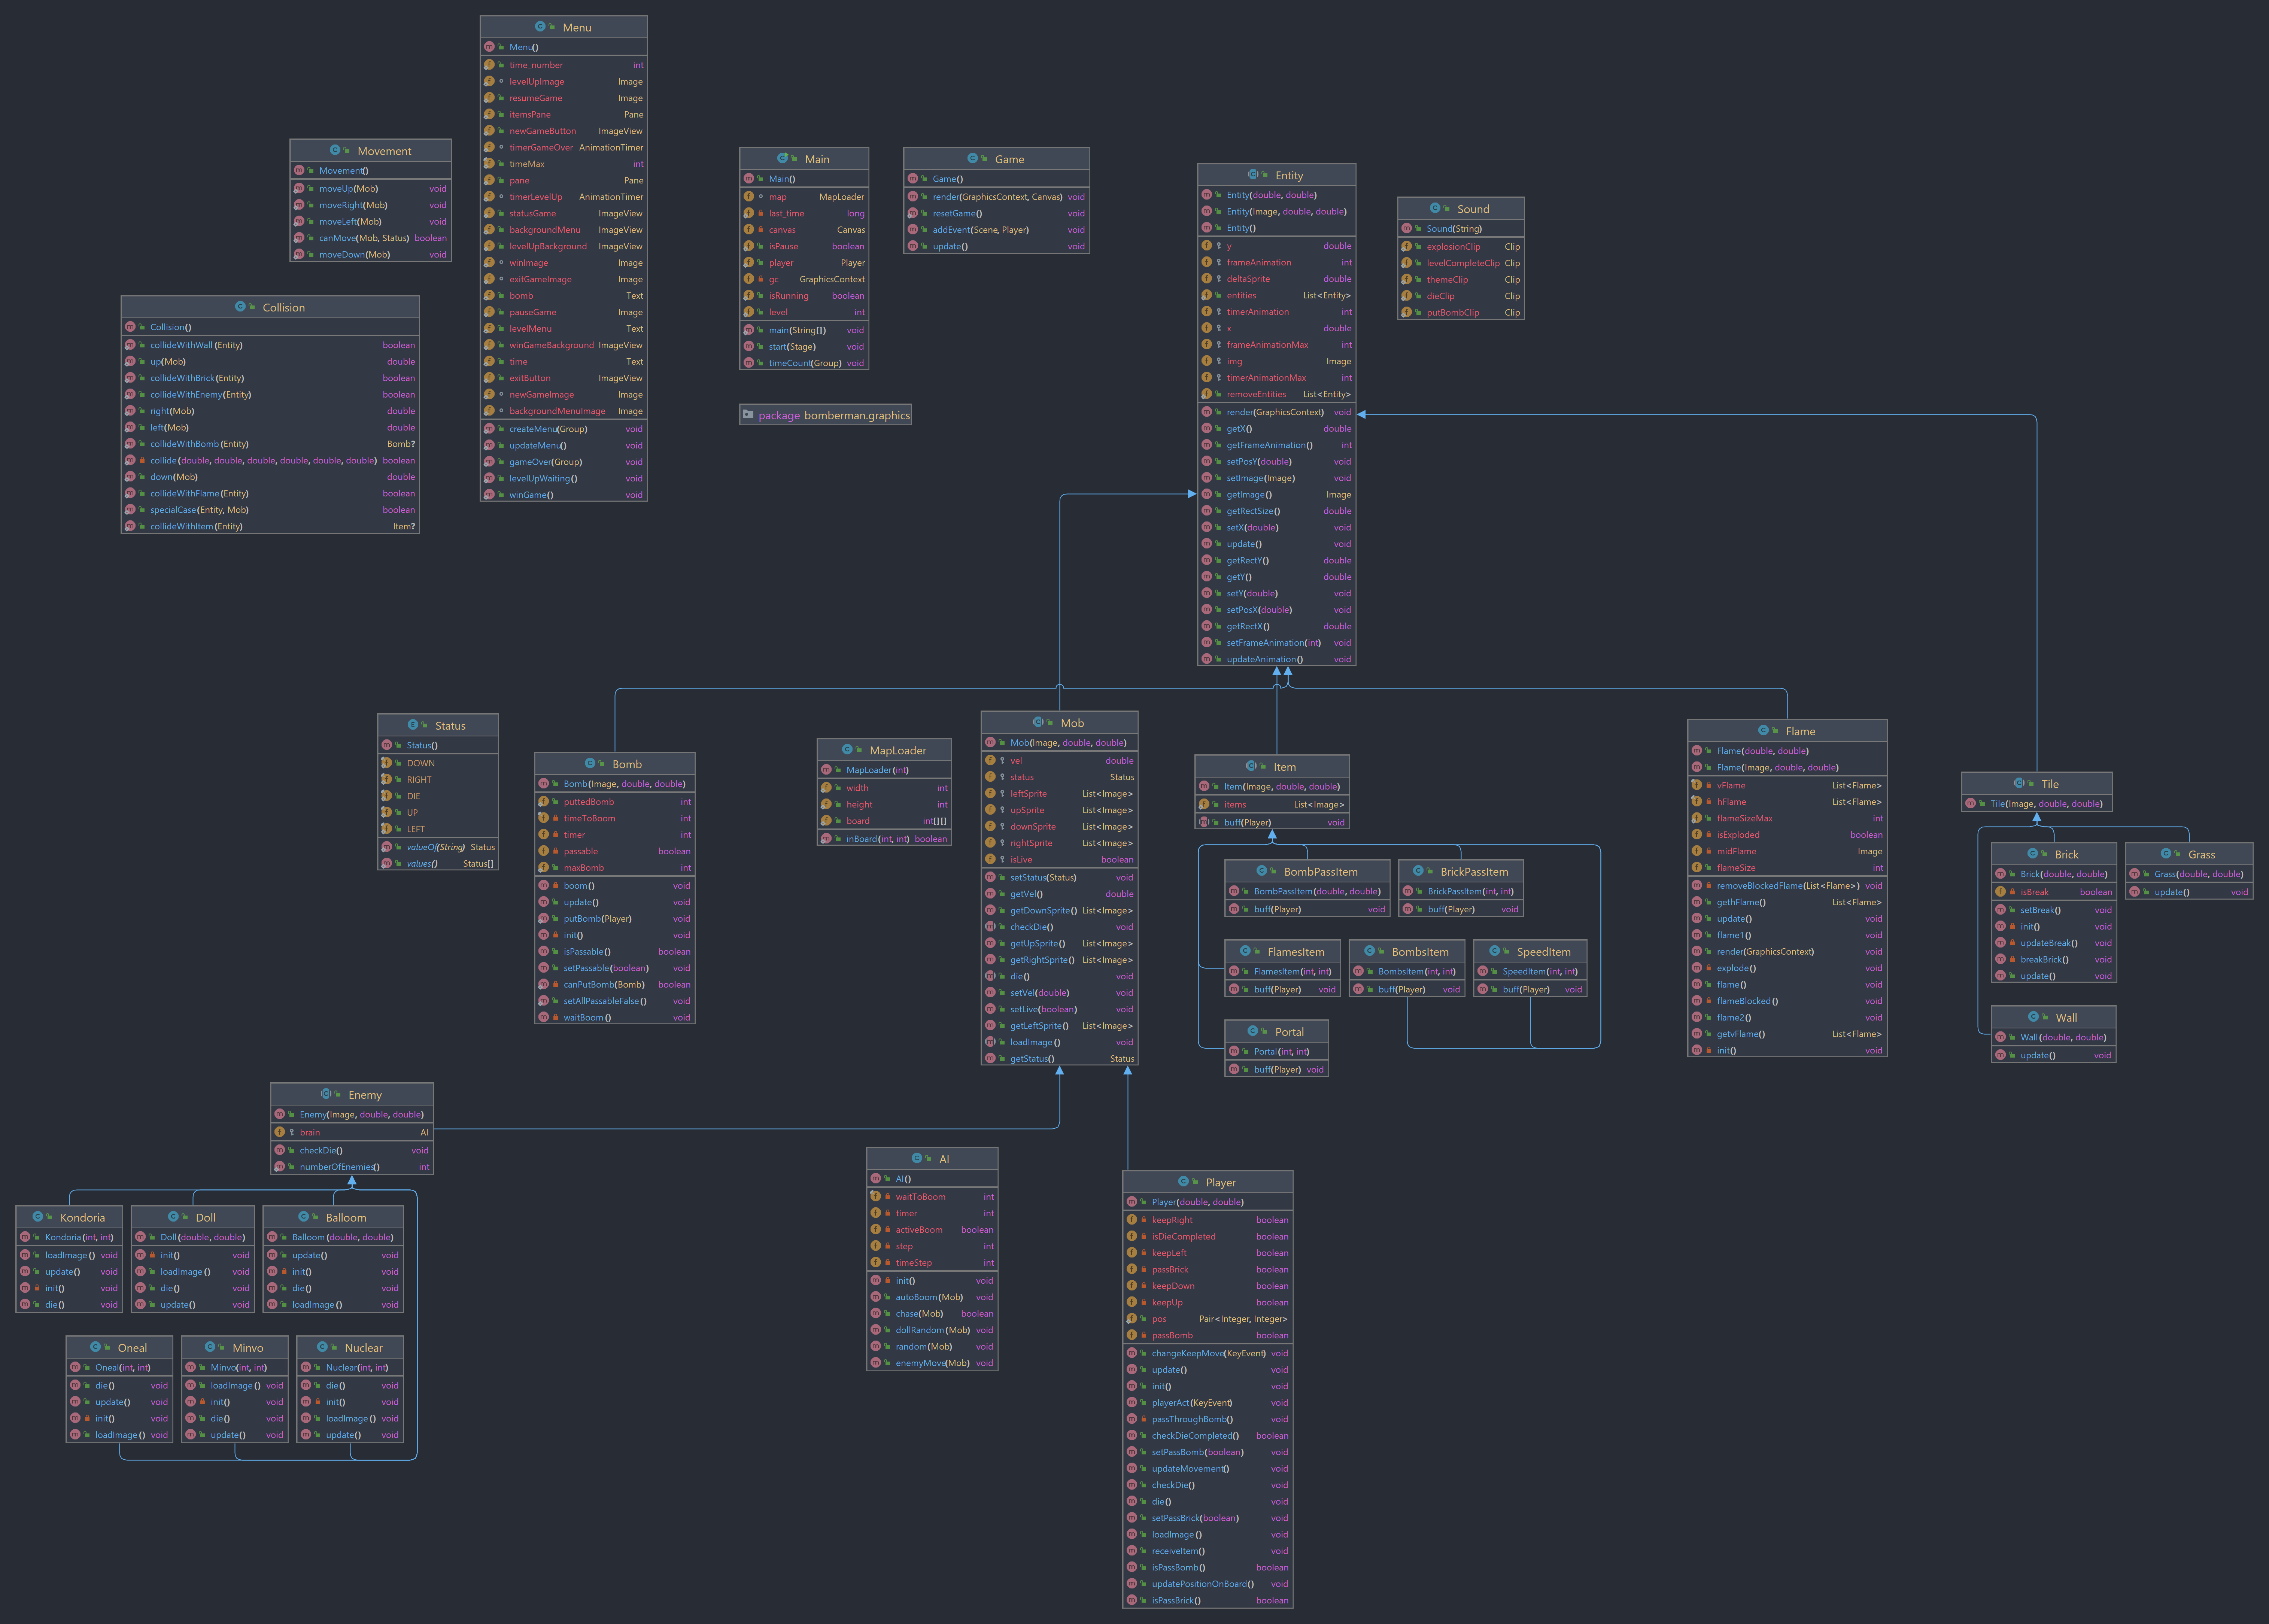 Menu
Menu()
time_number int
levelUpImage Image
resumeGame Image
itemsPane Pane
newGameButton ImageView
timerGameOver AnimationTimer
timeMax int
pane Pane
timerLevelUp AnimationTimer
statusGame ImageView
backgroundMenu ImageView
levelUpBackground ImageView
winImage Image
exitGameImage Image
bomb Text
pauseGame Image
levelMenu Text
winGameBackground ImageView
time Text
exitButton ImageView
newGameImage Image
backgroundMenuImage Image
createMenu(Group) void
updateMenu() void
gameOver(Group) void
levelUpWaiting() void
winGame() void
Movement
Movement()
moveUp(Mob) void
moveRight(Mob) void
moveLeft(Mob) void
canMove(Mob, Status) boolean
moveDown(Mob) void
Main
Main()
map MapLoader
last_time long
canvas Canvas
isPause boolean
player Player
gc GraphicsContext
isRunning boolean
level int
main(String[]) void
start(Stage) void
timeCount(Group) void
Game
Game()
render(GraphicsContext, Canvas) void
resetGame() void
addEvent(Scene, Player) void
update() void
Entity
Entity(double, double)
Entity(Image, double, double)
Entity()
y double
frameAnimation int
deltaSprite double
entities List<Entity>
timerAnimation int
x double
frameAnimationMax int
img Image
timerAnimationMax int
removeEntities List<Entity>
render(GraphicsContext) void
getX() double
getFrameAnimation() int
setPosY(double) void
setImage(Image) void
getImage() Image
getRectSize() double
setX(double) void
update() void
getRectY() double
getY() double
setY(double) void
setPosX(double) void
getRectX() double
setFrameAnimation(int) void
updateAnimation() void
Sound
Sound(String)
explosionClip Clip
levelCompleteClip Clip
themeClip Clip
dieClip Clip
putBombClip Clip
Collision
Collision()
collideWithWall(Entity) boolean
up(Mob) double
collideWithBrick(Entity) boolean
collideWithEnemy(Entity) boolean
right(Mob) double
left(Mob) double
collideWithBomb(Entity) Bomb?
collide(double, double, double, double, double, double) boolean
down(Mob) double
collideWithFlame(Entity) boolean
specialCase(Entity, Mob) boolean
collideWithItem(Entity) Item?
package bomberman.graphics
Status
Status()
DOWN
RIGHT
DIE
UP
LEFT
valueOf(String) Status
values() Status[]
Bomb
Bomb(Image, double, double)
puttedBomb int
timeToBoom int
timer int
passable boolean
maxBomb int
boom() void
update() void
putBomb(Player) void
init() void
isPassable() boolean
setPassable(boolean) void
canPutBomb(Bomb) boolean
setAllPassableFalse() void
waitBoom() void
MapLoader
MapLoader(int)
width int
height int
board int[][]
inBoard(int, int) boolean
Mob
Mob(Image, double, double)
vel double
status Status
leftSprite List<Image>
upSprite List<Image>
downSprite List<Image>
rightSprite List<Image>
isLive boolean
setStatus(Status) void
getVel() double
getDownSprite() List<Image>
checkDie() void
getUpSprite() List<Image>
getRightSprite() List<Image>
die() void
setVel(double) void
setLive(boolean) void
getLeftSprite() List<Image>
loadImage() void
getStatus() Status
Item
Item(Image, double, double)
items List<Image>
buff(Player) void
BombPassItem
BombPassItem(double, double)
buff(Player) void
BrickPassItem
BrickPassItem(int, int)
buff(Player) void
FlamesItem
FlamesItem(int, int)
buff(Player) void
BombsItem
BombsItem(int, int)
buff(Player) void
SpeedItem
SpeedItem(int, int)
buff(Player) void
Portal
Portal(int, int)
buff(Player) void
Flame
Flame(double, double)
Flame(Image, double, double)
vFlame List<Flame>
hFlame List<Flame>
flameSizeMax int
isExploded boolean
midFlame Image
flameSize int
removeBlockedFlame(List<Flame>) void
gethFlame() List<Flame>
update() void
flame1() void
render(GraphicsContext) void
explode() void
flame() void
flameBlocked() void
flame2() void
getvFlame() List<Flame>
init() void
Tile
Tile(Image, double, double)
Brick
Brick(double, double)
isBreak boolean
setBreak() void
init() void
updateBreak() void
breakBrick() void
update() void
Grass
Grass(double, double)
update() void
Wall
Wall(double, double)
update() void
Enemy
Enemy(Image, double, double)
brain AI
checkDie() void
numberOfEnemies() int
Kondoria
Kondoria(int, int)
loadImage() void
update() void
init() void
die() void
Doll
Doll(double, double)
init() void
loadImage() void
die() void
update() void
Balloom
Balloom(double, double)
update() void
init() void
die() void
loadImage() void
Oneal
Oneal(int, int)
die() void
update() void
init() void
loadImage() void
Minvo
Minvo(int, int)
loadImage() void
init() void
die() void
update() void
Nuclear
Nuclear(int, int)
die() void
init() void
loadImage() void
update() void
AI
AI()
waitToBoom int
timer int
activeBoom boolean
step int
timeStep int
init() void
autoBoom(Mob) void
chase(Mob) boolean
dollRandom(Mob) void
random(Mob) void
enemyMove(Mob) void
Player
Player(double, double)
keepRight boolean
isDieCompleted boolean
keepLeft boolean
passBrick boolean
keepDown boolean
keepUp boolean
pos Pair<Integer, Integer>
passBomb boolean
changeKeepMove(KeyEvent) void
update() void
init() void
playerAct(KeyEvent) void
passThroughBomb() void
checkDieCompleted() boolean
setPassBomb(boolean) void
updateMovement() void
checkDie() void
die() void
setPassBrick(boolean) void
loadImage() void
receiveItem() void
isPassBomb() boolean
updatePositionOnBoard() void
isPassBrick() boolean